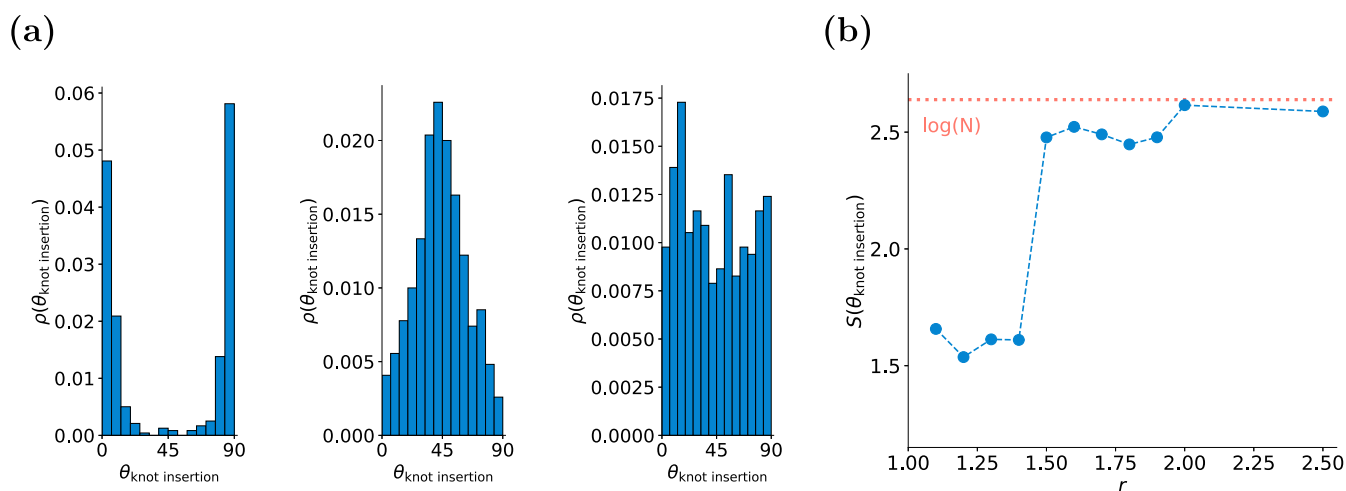 (a)
0.06
0.05
0.04
0.03
0.02
0.01
0.00
ρ(θknot insertion)
0 45 90
θknot insertion
0.020
0.015
0.010
0.005
0.000
ρ(θknot insertion)
0 45 90
θknot insertion
0.0175
0.0150
0.0125
0.0100
0.0075
0.0050
0.0025
0.0000
ρ(θknot insertion)
0 45 90
θknot insertion
(b)
log(N)
2.5
2.0
1.5
S(θknot insertion)
1.00 1.25 1.50 1.75 2.00 2.25 2.50
r